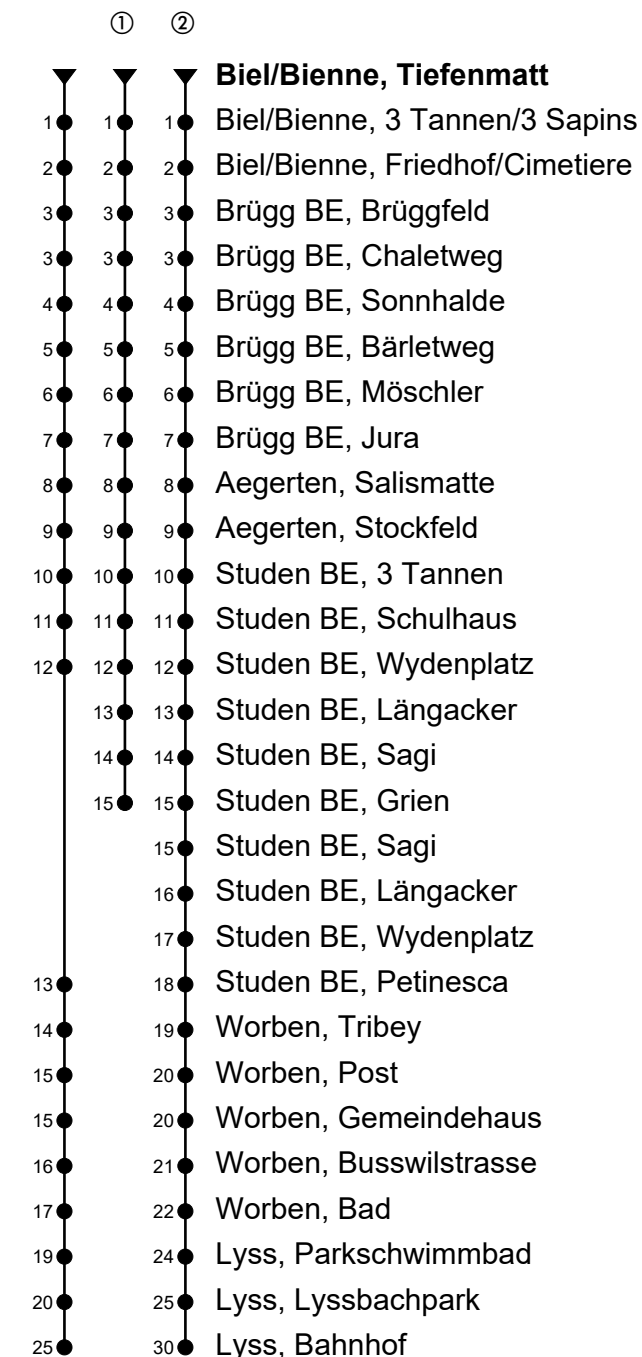 ① ②
Biel/Bienne, Tiefenmatt
1 1 1 Biel/Bienne, 3 Tannen/3 Sapins
2 2 2 Biel/Bienne, Friedhof/Cimetiere
3 3 3 Brügg BE, Brüggfeld
3 3 3 Brügg BE, Chaletweg
4 4 4 Brügg BE, Sonnhalde
5 5 5 Brügg BE, Bärletweg
6 6 6 Brügg BE, Möschler
7 7 7 Brügg BE, Jura
8 8 8 Aegerten, Salismatte
9 9 9 Aegerten, Stockfeld
10 10 10 Studen BE, 3 Tannen
11 11 11 Studen BE, Schulhaus
12 12 12 Studen BE, Wydenplatz
13 13 Studen BE, Längacker
14 14 Studen BE, Sagi
15 15 Studen BE, Grien
15 Studen BE, Sagi
16 Studen BE, Längacker
17 Studen BE, Wydenplatz
13 18 Studen BE, Petinesca
14 19 Worben, Tribey
15 20 Worben, Post
15 20 Worben, Gemeindehaus
16 21 Worben, Busswilstrasse
17 22 Worben, Bad
19 24 Lyss, Parkschwimmbad
20 25 Lyss, Lyssbachpark
25 30 Lyss, Bahnhof